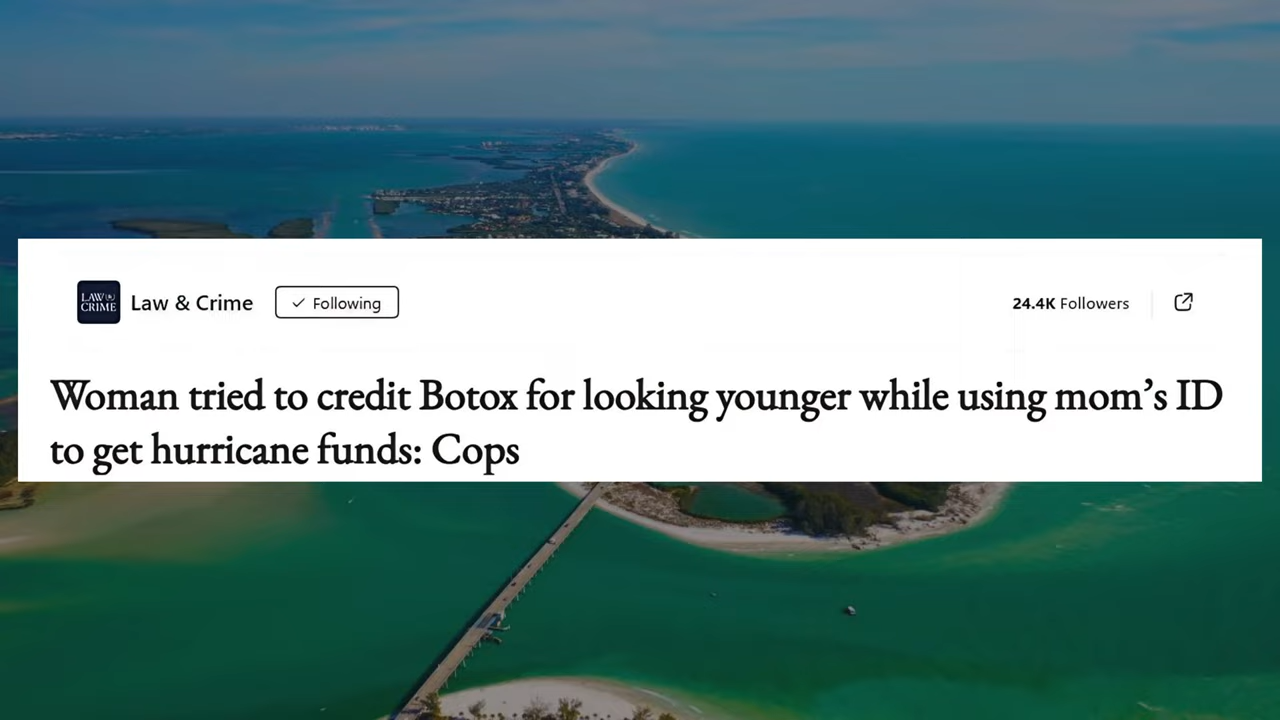 LAW & CRIME
Law & Crime
Following
24.4K Followers
Woman tried to credit Botox for looking younger while using mom’s ID
to get hurricane funds: Cops